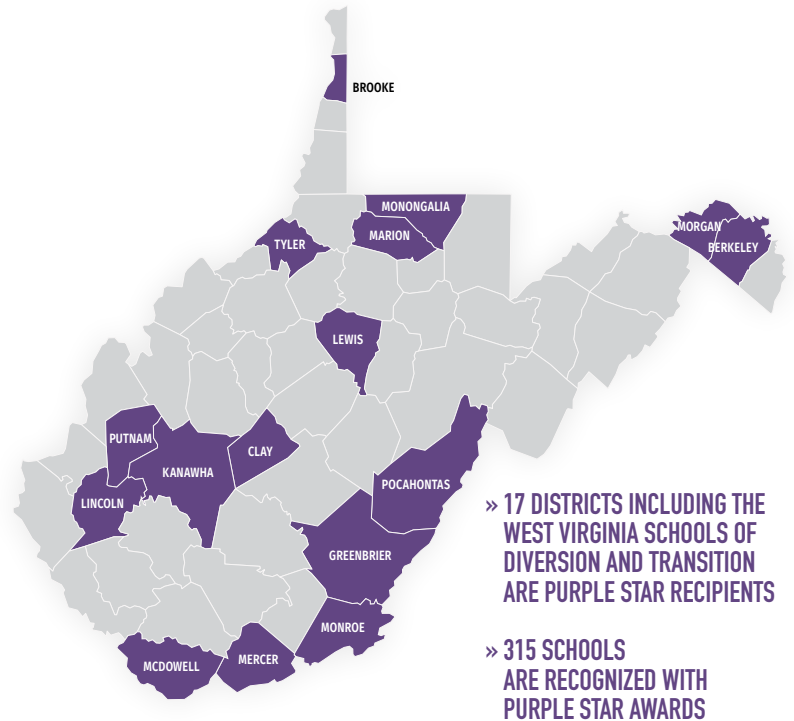 BROOKE
MONONGALIA
MARION
TYLER
MORGAN
BERKELEY
LEWIS
PUTNAM
KANAWHA
CLAY
LINCOLN
POCAHONTAS
GREENBRIER
MONROE
MERCER
MCDOWELL
» 17 DISTRICTS INCLUDING THE
WEST VIRGINIA SCHOOLS OF
DIVERSION AND TRANSITION
ARE PURPLE STAR RECIPIENTS
» 315 SCHOOLS
ARE RECOGNIZED WITH
PURPLE STAR AWARDS